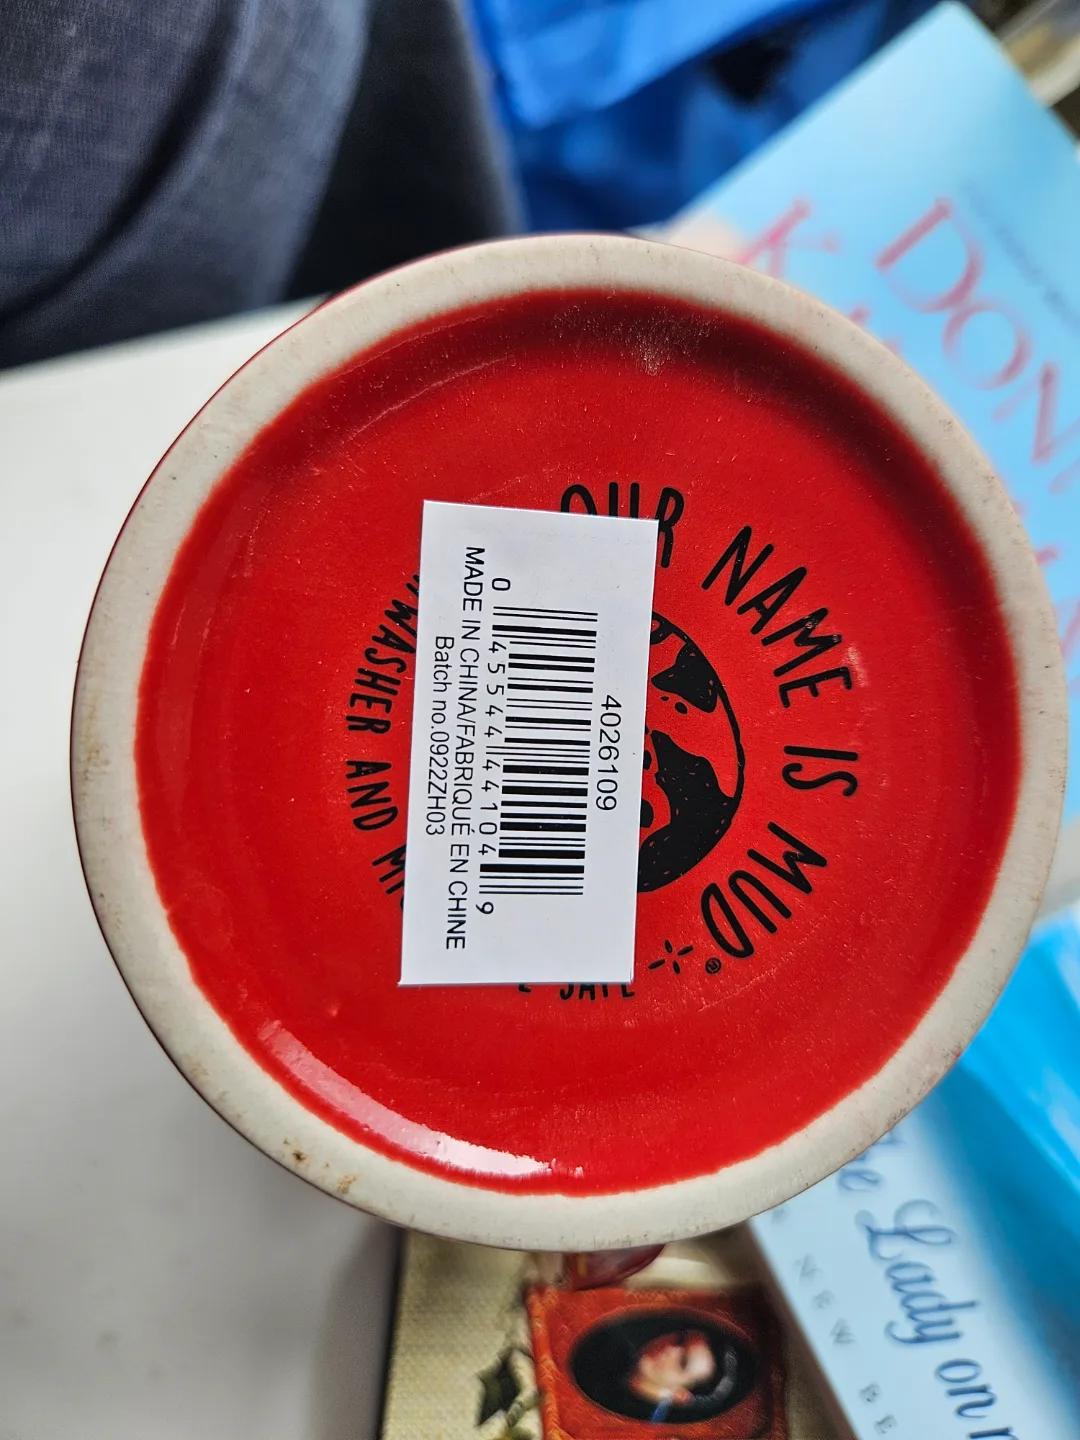 OUR NAME IS MUD®
4026109
0 45544 44104 9
MADE IN CHINA/FABRIQUÉ EN CHINE
Batch no.0922ZH03
WASHER AND
SAFE
DON
K
Lady on
NEW